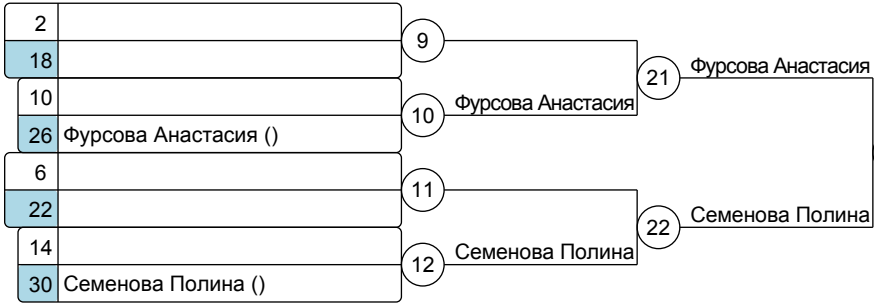 2
9
18
21 Фурсова Анастасия
10
10 Фурсова Анастасия
26 Фурсова Анастасия ()
6
11
22
22 Семенова Полина
14
12 Семенова Полина
30 Семенова Полина ()